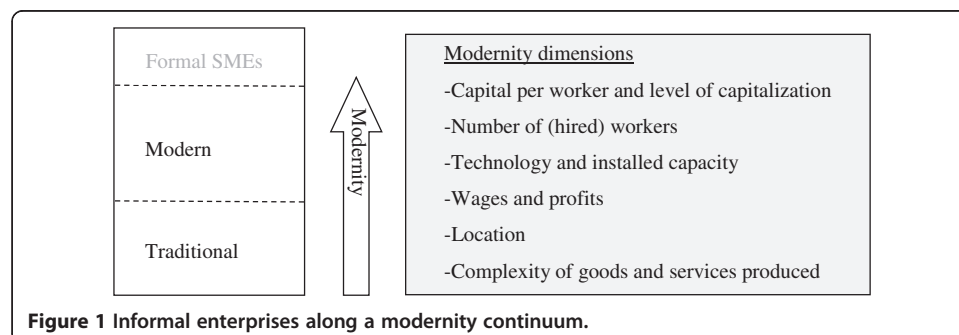 Formal SMEs
Modern
Traditional
Modernity
Modernity dimensions
-Capital per worker and level of capitalization
-Number of (hired) workers
-Technology and installed capacity
-Wages and profits
-Location
-Complexity of goods and services produced
Figure 1 Informal enterprises along a modernity continuum.